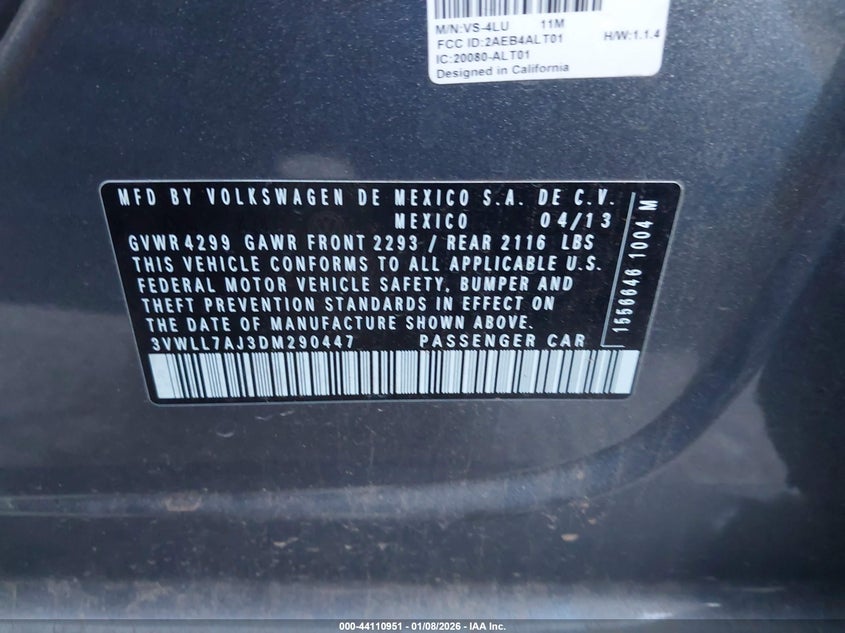 M/N:VS-4LU 11M
FCC ID:2AEB4ALT01 H/W:1.1.4
IC:20080-ALT01
Designed in California
MFD BY VOLKSWAGEN DE MEXICO S.A. DE C.V.
MEXICO 04/13
GVWR 4299 GAWR FRONT 2293 / REAR 2116 LBS
THIS VEHICLE CONFORMS TO ALL APPLICABLE U.S.
FEDERAL MOTOR VEHICLE SAFETY, BUMPER AND
THEFT PREVENTION STANDARDS IN EFFECT ON
THE DATE OF MANUFACTURE SHOWN ABOVE.
3VWLL7AJ3DM290447 PASSENGER CAR
1556646 1004 M
000-44110951 | 01/08/2026 - IAA Inc.